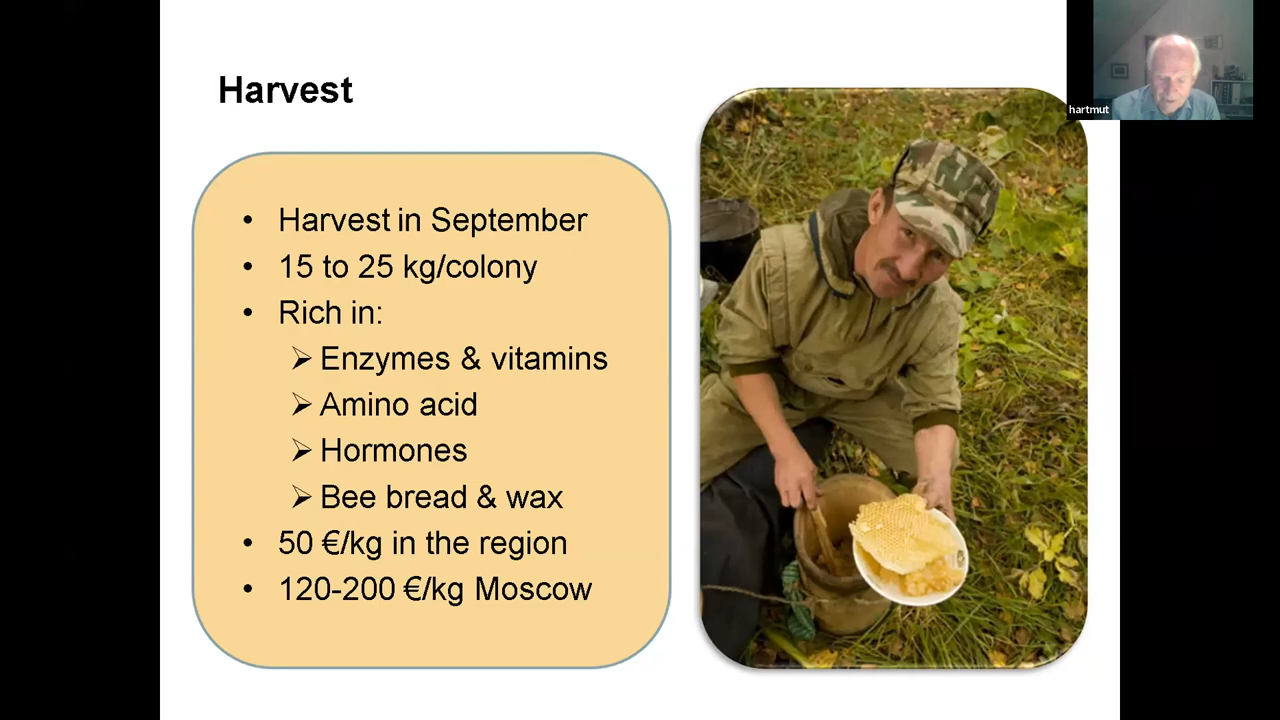 Harvest
hartmut
• Harvest in September
• 15 to 25 kg/colony
• Rich in:
➢ Enzymes & vitamins
➢ Amino acid
➢ Hormones
➢ Bee bread & wax
• 50 €/kg in the region
• 120-200 €/kg Moscow